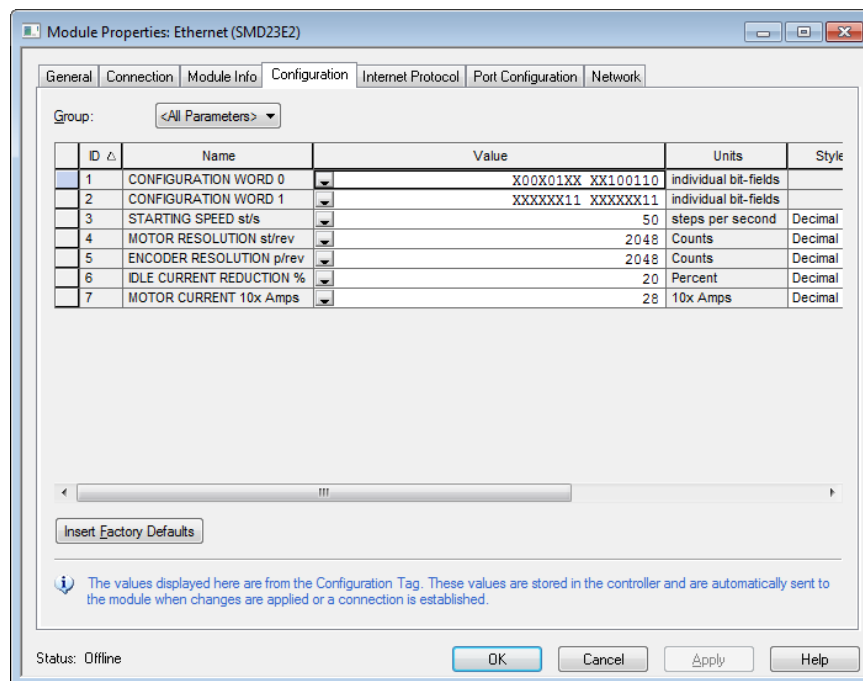 Module Properties: Ethernet (SMD23E2)
General Connection Module Info Configuration Internet Protocol Port Configuration Network
Group: <All Parameters>
ID Name Value Units Style
1 CONFIGURATION WORD 0 X00X01XX XX100110 individual bit-fields
2 CONFIGURATION WORD 1 XXXXXX11 XXXXXX11 individual bit-fields
3 STARTING SPEED st/s 50 steps per second Decimal
4 MOTOR RESOLUTION st/rev 2048 Counts Decimal
5 ENCODER RESOLUTION p/rev 2048 Counts Decimal
6 IDLE CURRENT REDUCTION % 20 Percent Decimal
7 MOTOR CURRENT 10x Amps 28 10x Amps Decimal
Insert Factory Defaults
The values displayed here are from the Configuration Tag. These values are stored in the controller and are automatically sent to
the module when changes are applied or a connection is established.
Status: Offline OK Cancel Apply Help